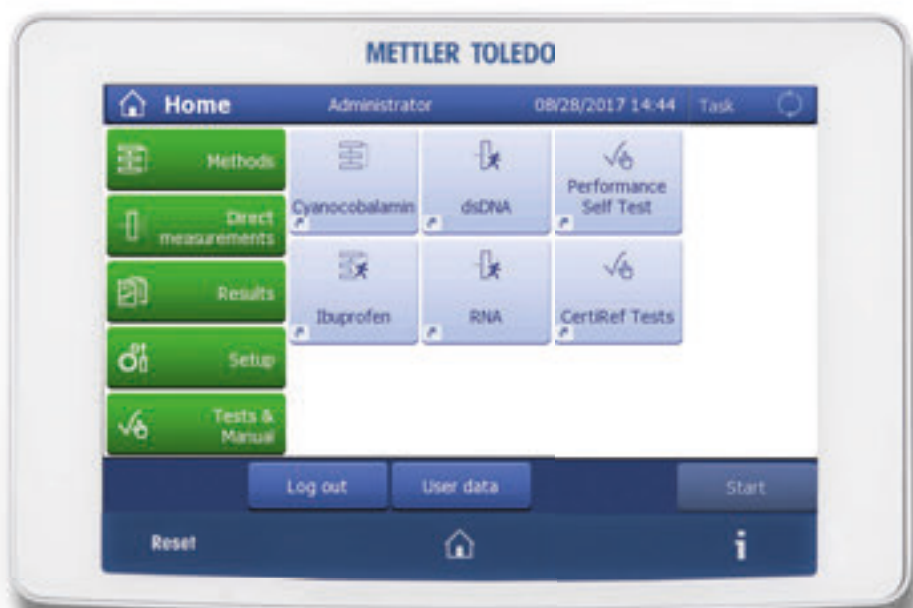 METTLER TOLEDO
Home Administrator 08/28/2017 14:44 Task
Methods
Direct
measurements
Results
Setup
Tests &
Manual
Cyanocobalamin
dsDNA
Performance
Self Test
Ibuprofen
RNA
CertiRef Tests
Log out
User data
Start
Reset
i